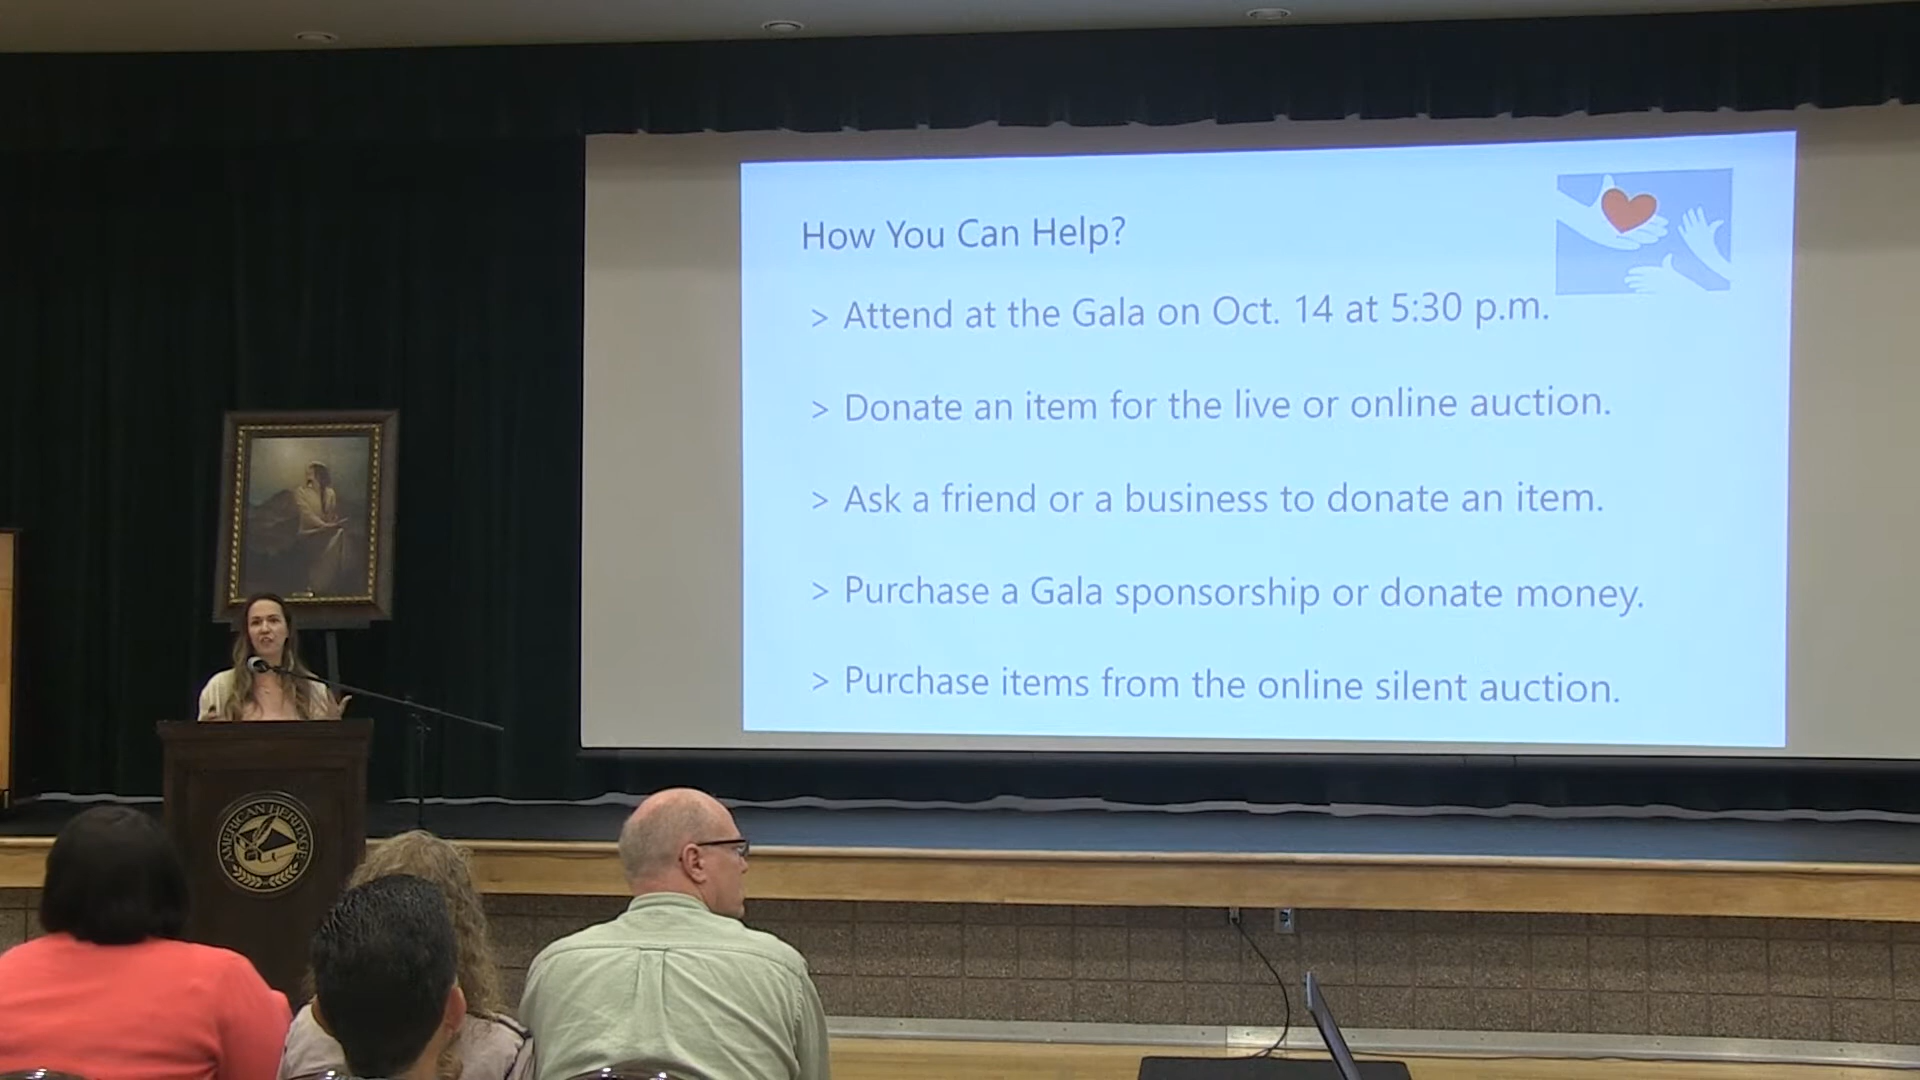 How You Can Help?
> Attend at the Gala on Oct. 14 at 5:30 p.m.
> Donate an item for the live or online auction.
> Ask a friend or a business to donate an item.
> Purchase a Gala sponsorship or donate money.
> Purchase items from the online silent auction.
AMERICAN HERITAGE